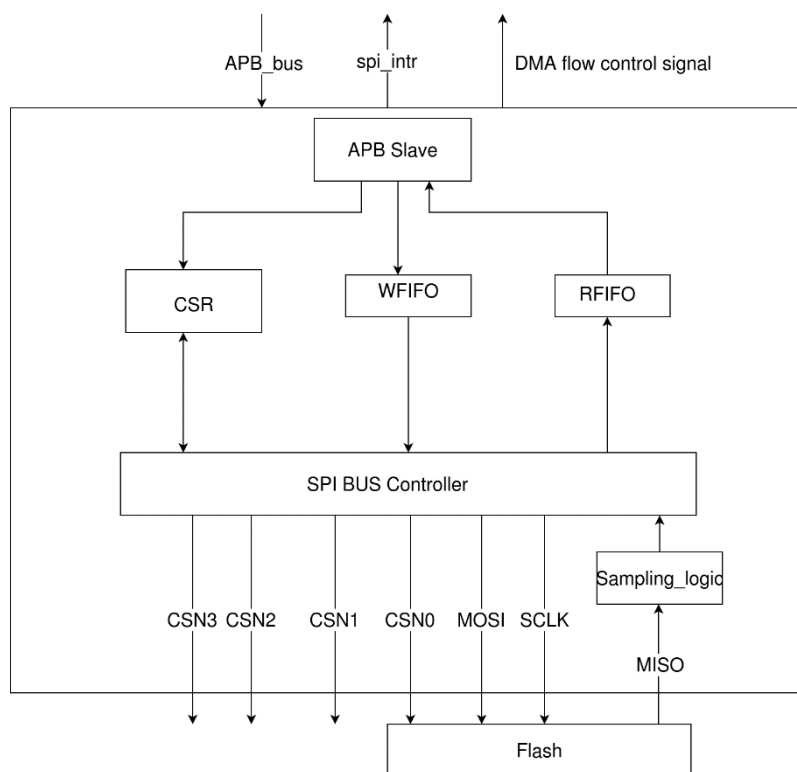 APB_bus
spi_intr
DMA flow control signal
APB Slave
CSR
WFIFO
RFIFO
SPI BUS Controller
Sampling_logic
CSN3
CSN2
CSN1
CSN0
MOSI
SCLK
MISO
Flash